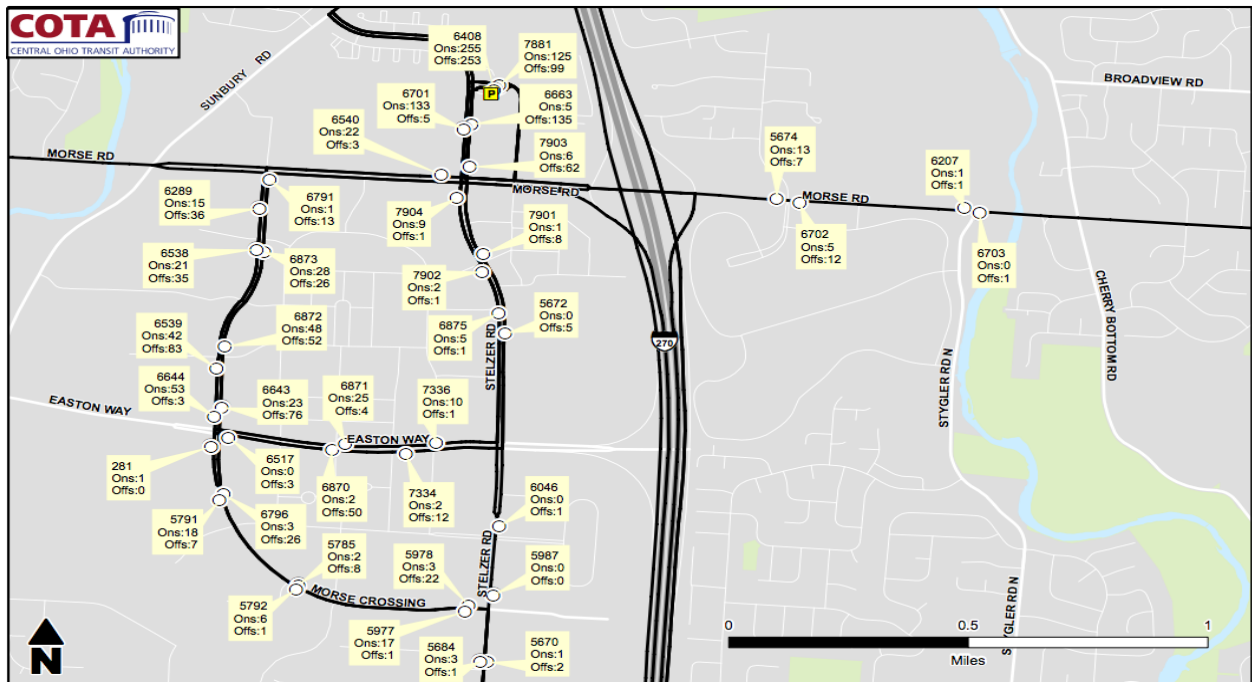 COTA
CENTRAL OHIO TRANSIT AUTHORITY
SUNBURY RD
6408
Ons:255
Offs:253
7881
Ons:125
Offs:99
P
BROADVIEW RD
6701
Ons:133
Offs:5
6663
Ons:5
Offs:135
6540
Ons:22
Offs:3
7903
Ons:6
Offs:62
5674
Ons:13
Offs:7
6207
Ons:1
Offs:1
MORSE RD
MORSE RD
MORSE RD
6289
Ons:15
Offs:36
6791
Ons:1
Offs:13
7904
Ons:9
Offs:1
7901
Ons:1
Offs:8
6702
Ons:5
Offs:12
6703
Ons:0
Offs:1
6538
Ons:21
Offs:35
6873
Ons:28
Offs:26
7902
Ons:2
Offs:1
CHERRY BOTTOM RD
6539
Ons:42
Offs:83
6872
Ons:48
Offs:52
6875
Ons:5
Offs:1
5672
Ons:0
Offs:5
STELZER RD
270
STYGLER RD N
6644
Ons:53
Offs:3
6643
Ons:23
Offs:76
6871
Ons:25
Offs:4
7336
Ons:10
Offs:1
EASTON WAY
EASTON WAY
281
Ons:1
Offs:0
6517
Ons:0
Offs:3
6870
Ons:2
Offs:50
7334
Ons:2
Offs:12
6046
Ons:0
Offs:1
5791
Ons:18
Offs:7
6796
Ons:3
Offs:26
5785
Ons:2
Offs:8
5978
Ons:3
Offs:22
STELZER RD
5987
Ons:0
Offs:0
MORSE CROSSING
5792
Ons:6
Offs:1
5977
Ons:17
Offs:1
5684
Ons:3
Offs:1
5670
Ons:1
Offs:2
STYGLER RD N
N
0 0.5 1
Miles